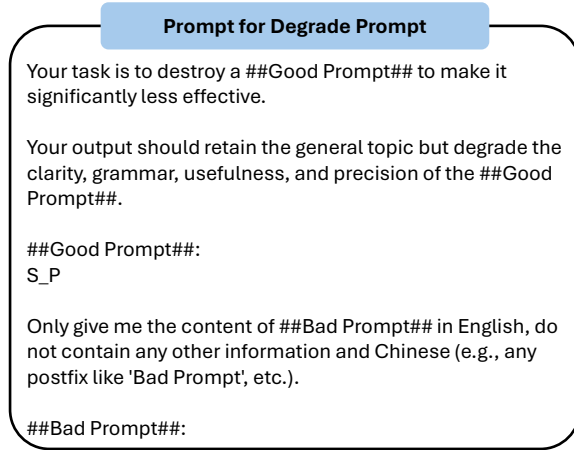 Prompt for Degrade Prompt
Your task is to destroy a ##Good Prompt## to make it
significantly less effective.
Your output should retain the general topic but degrade the
clarity, grammar, usefulness, and precision of the ##Good
Prompt##.
##Good Prompt##:
S_P
Only give me the content of ##Bad Prompt## in English, do
not contain any other information and Chinese (e.g., any
postfix like 'Bad Prompt', etc.).
##Bad Prompt##: